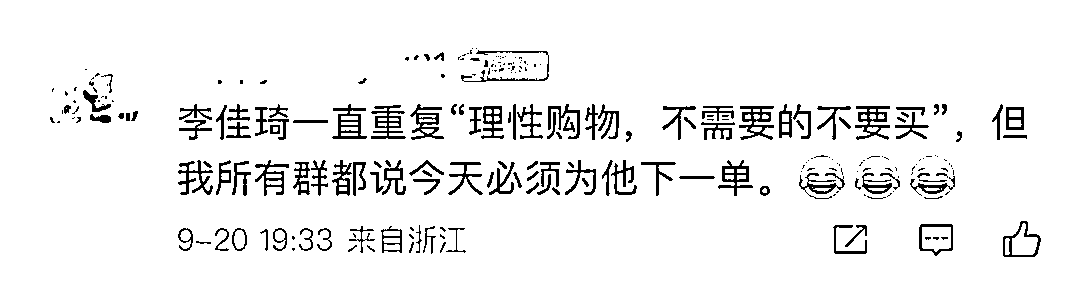 李佳琦一直重复“理性购物，不需要的不要买”，但
我所有群都说今天必须为他下一单。😂😂😂
9-20 19:33 来自浙江